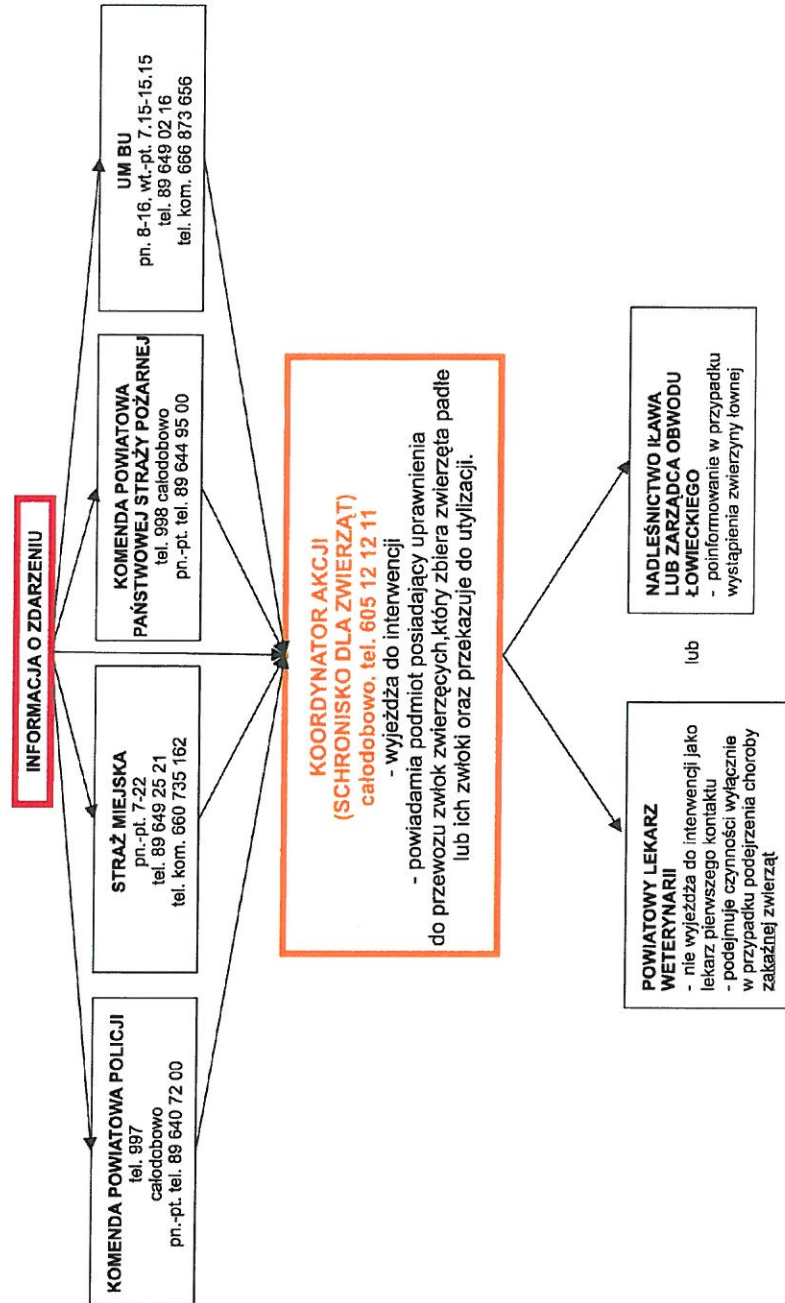 INFORMACJA O ZDARZENIU
KOMENDA POWIATOWA POLICJI
tel. 997
całodobowo
pn.-pt. tel. 89 640 72 00
STRAŻ MIEJSKA
pn.-pt. 7-22
tel. 89 649 25 21
tel. kom. 660 735 162
KOMENDA POWIATOWA
PAŃSTWOWEJ STRAŻY POŻARNEJ
tel. 998 całodobowo
pn.-pt. tel. 89 644 95 00
UM BU
pn. 8-16, wt.-pt. 7.15-15.15
tel. 89 649 02 16
tel. kom. 666 873 656
KOORDYNATOR AKCJI
(SCHRONISKO DLA ZWIERZĄT)
całodobowo, tel. 605 12 12 11
- wyjeżdża do interwencji
- powiadamia podmiot posiadający uprawnienia
do przewozu zwłok zwierzęcych,który zbiera zwierzęta padłe
lub ich zwłoki oraz przekazuje do utylizacji.
POWIATOWY LEKARZ
WETERYNARII
- nie wyjeżdża do interwencji jako
lekarz pierwszego kontaktu
- podejmuje czynności wyłącznie
w przypadku podejrzenia choroby
zakaźnej zwierząt
lub
NADLEŚNICTWO IŁAWA
LUB ZARZĄDCA OBWODU
ŁOWIECKIEGO
- poinformowanie w przypadku
wystąpienia zwierzyny łownej